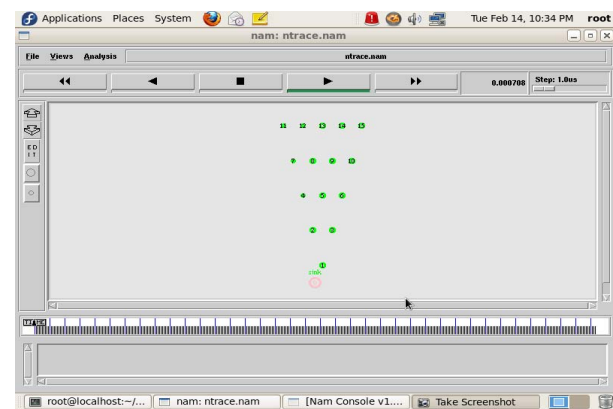 Applications Places System Tue Feb 14, 10:34 PM root
nam: ntrace.nam
File Views Analysis ntrace.nam
0.000708 Step: 1.0us
ED
IT
11 12 13 14 15
7 8 9 10
4 5 6
2 3
1
sink
root@localhost:~/... nam: ntrace.nam [Nam Console v1.... Take Screenshot